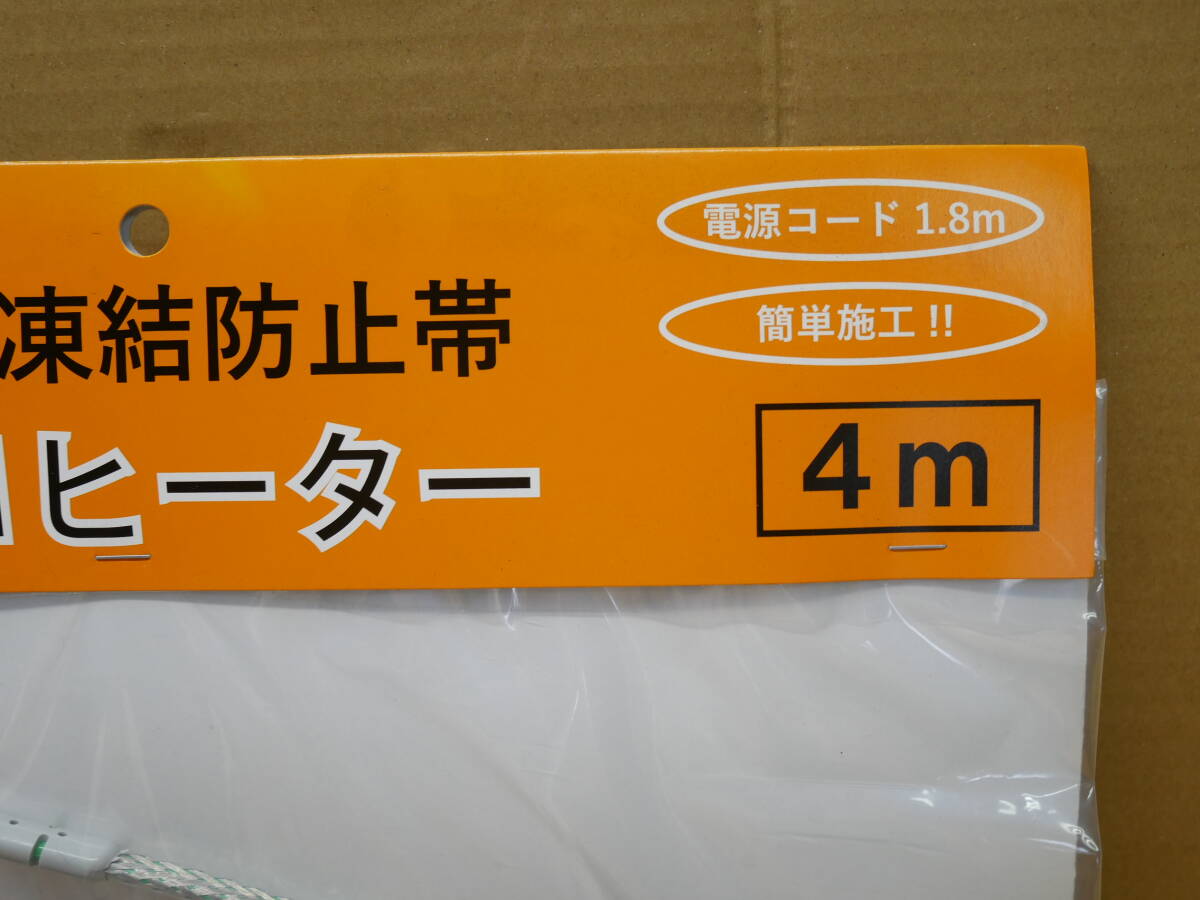 電源コード 1.8m
簡単施工!!
凍結防止帯
ヒーター
4m